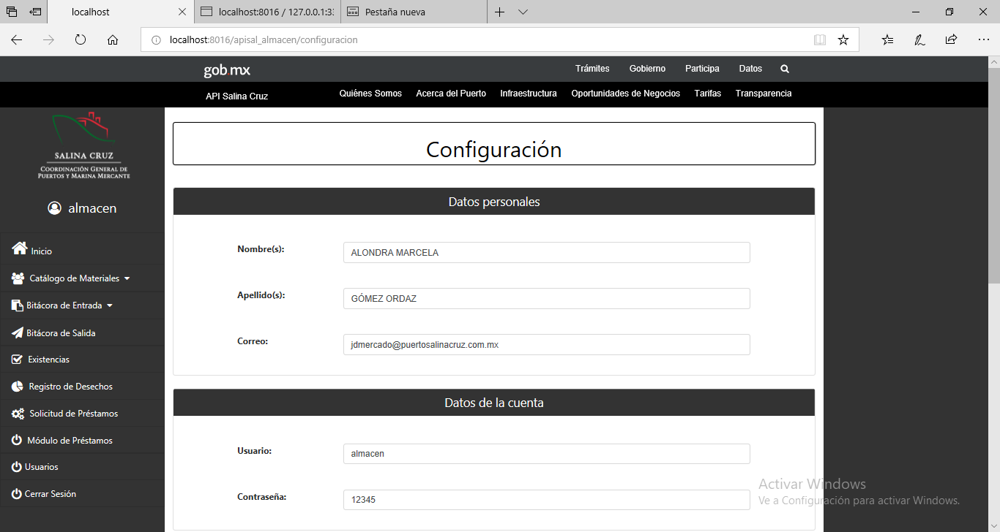 localhost
localhost:8016 / 127.0.0.1:33
Pestaña nueva
localhost:8016/apisal_almacen/configuracion
gob.mx
Trámites
Gobierno
Participa
Datos
API Salina Cruz
Quiénes Somos
Acerca del Puerto
Infraestructura
Oportunidades de Negocios
Tarifas
Transparencia
SALINA CRUZ
COORDINACIÓN GENERAL DE
PUERTOS Y MARINA MERCANTE
almacen
Inicio
Catálogo de Materiales
Bitácora de Entrada
Bitácora de Salida
Existencias
Registro de Desechos
Solicitud de Préstamos
Módulo de Préstamos
Usuarios
Cerrar Sesión
Configuración
Datos personales
Nombre(s):
ALONDRA MARCELA
Apellido(s):
GÓMEZ ORDAZ
Correo:
jdmercado@puertosalinacruz.com.mx
Datos de la cuenta
Usuario:
almacen
Contraseña:
12345
Activar Windows
Ve a Configuración para activar Windows.